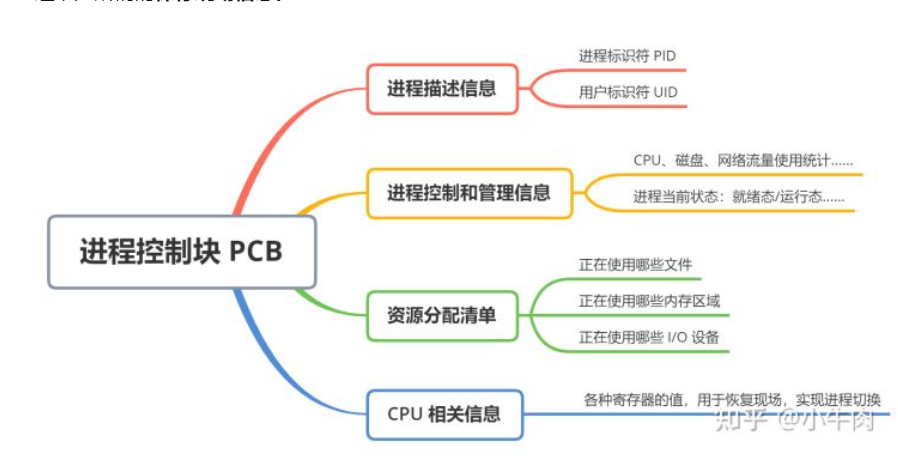 进程控制块 PCB
进程描述信息
进程标识符 PID
用户标识符 UID
进程控制和管理信息
CPU、磁盘、网络流量使用统计......
进程当前状态：就绪态/运行态......
资源分配清单
正在使用哪些文件
正在使用哪些内存区域
正在使用哪些 I/O 设备
CPU 相关信息
各种寄存器的值，用于恢复现场，实现进程切换
知乎 @小牛肉